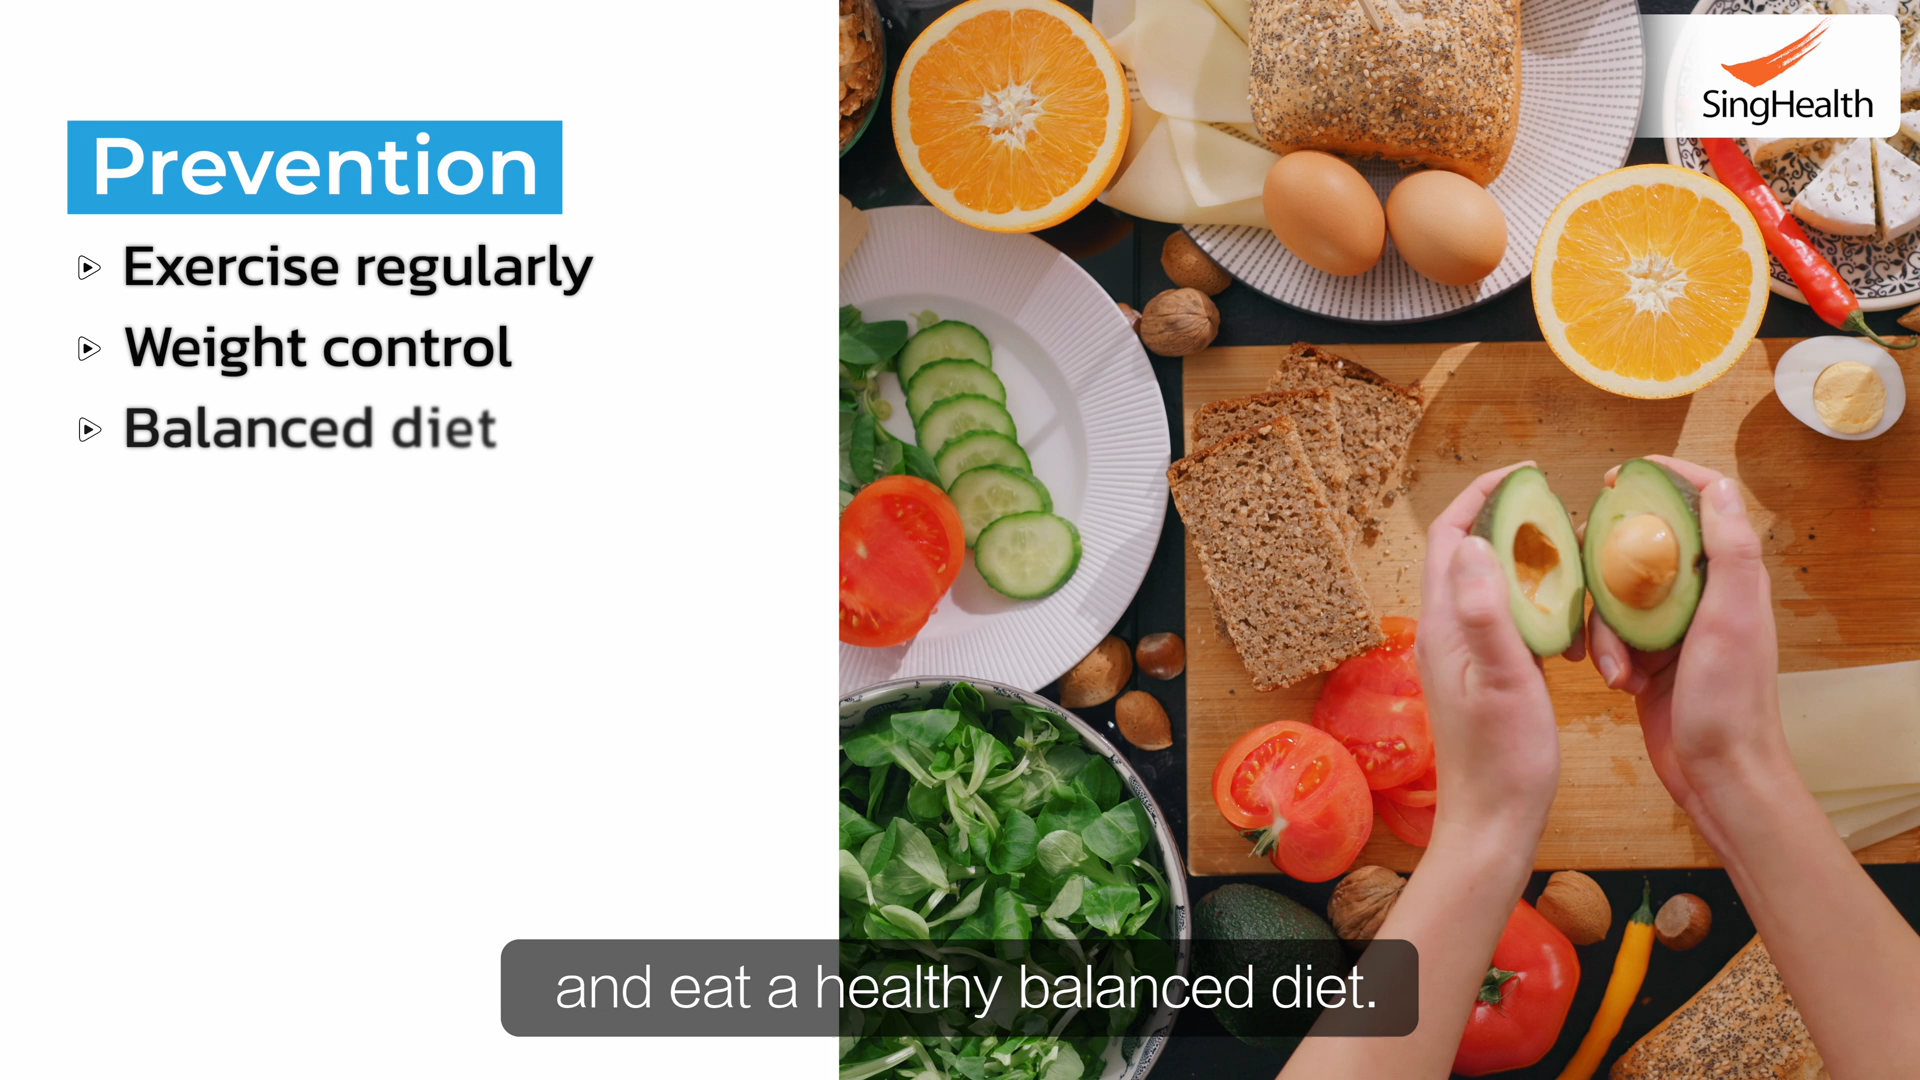 SingHealth
Prevention
Exercise regularly
Weight control
Balanced diet
and eat a healthy balanced diet.